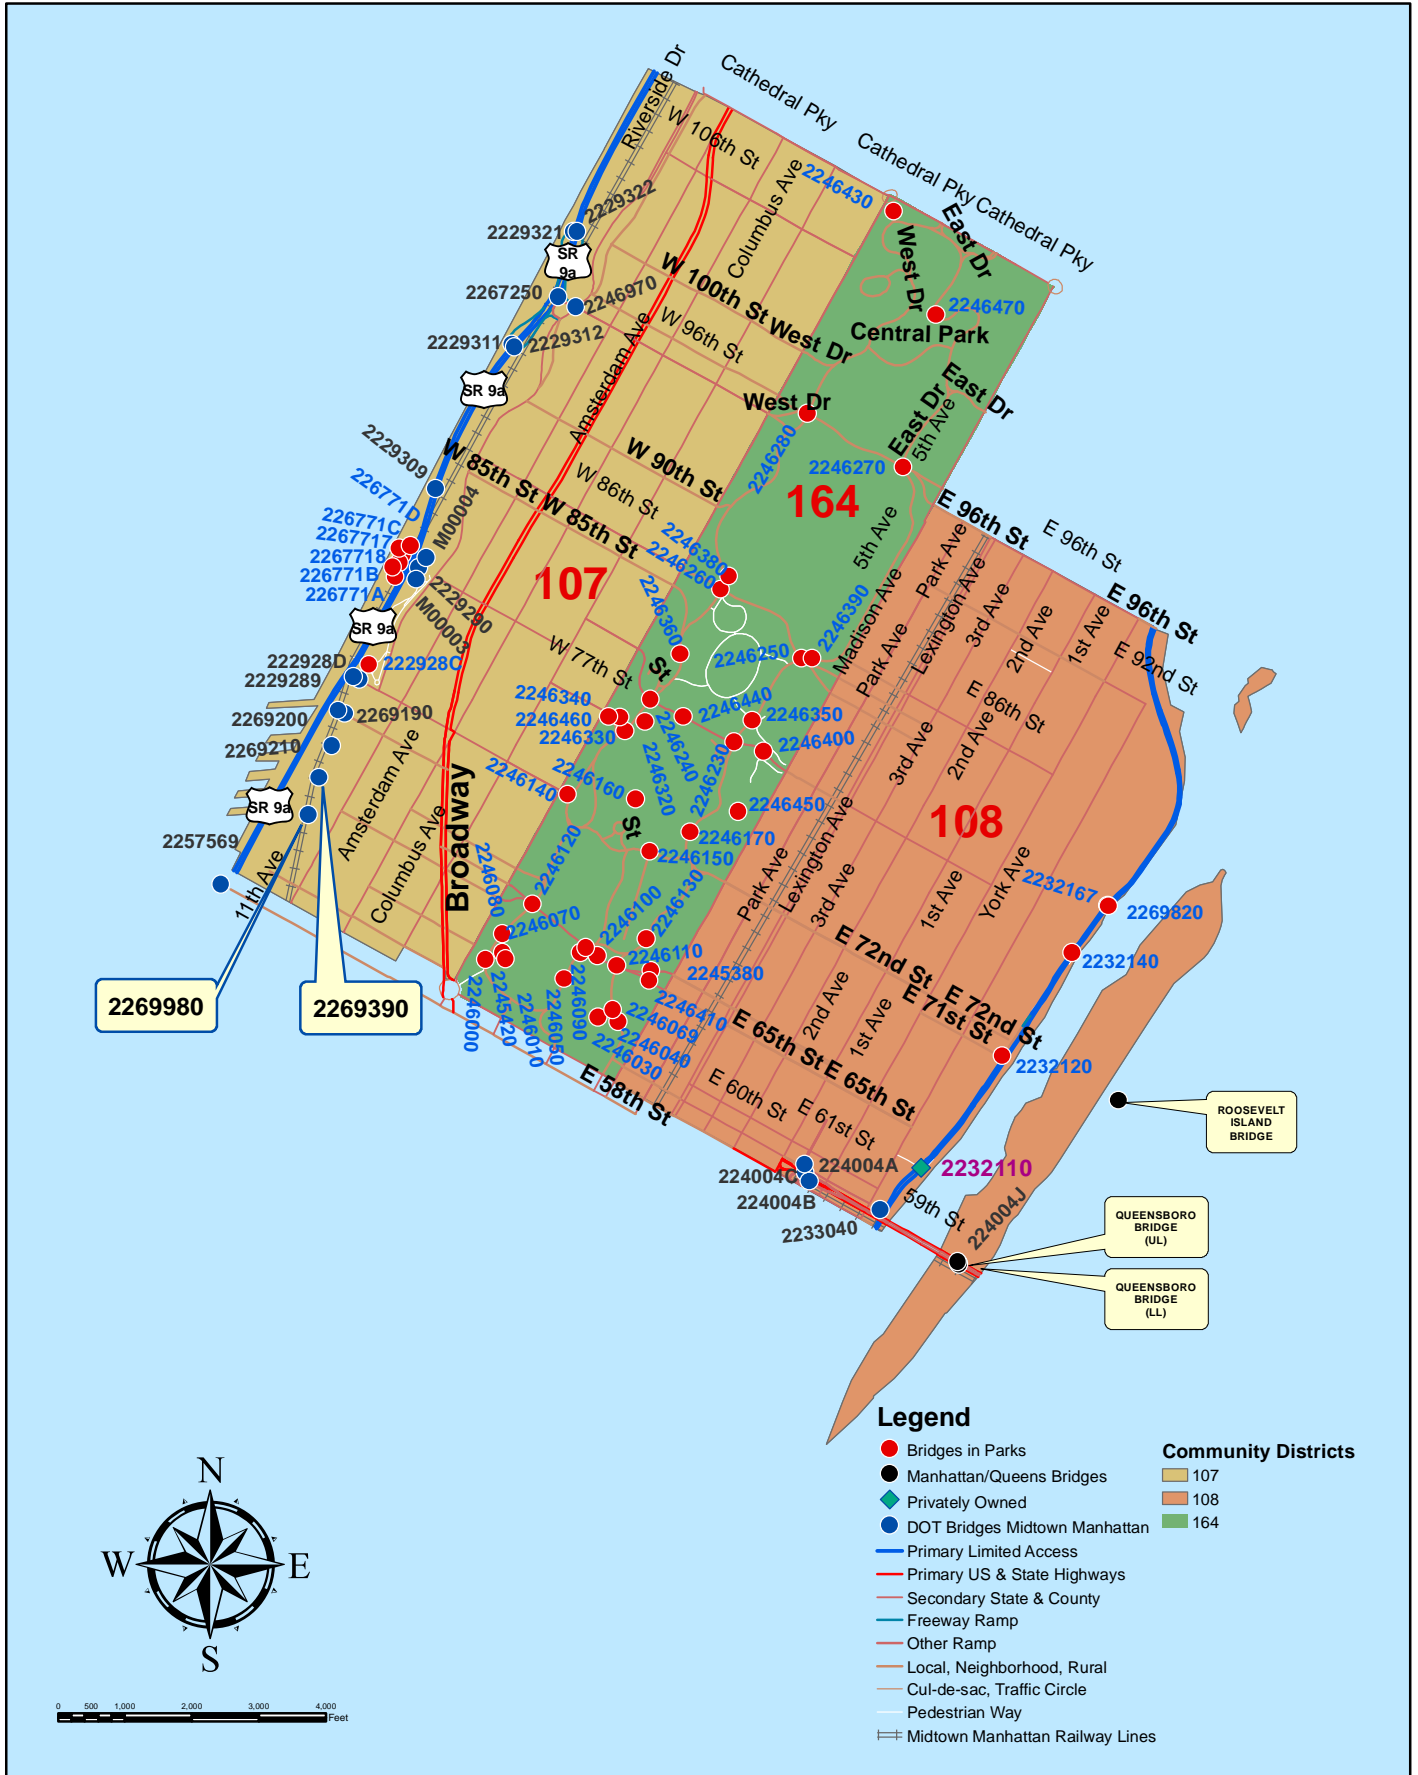 Riverside Dr
Cathedral Pky
Cathedral Pky
Cathedral Pky
W 106th St
Columbus Ave
2246430
East Dr
West Dr
2229322
2229321
SR
9a
2267250
2246970
W 100th St
West Dr
2246470
Central Park
2229311
2229312
W 96th St
Amsterdam Ave
SR 9a
West Dr
East Dr
East Dr
5th Ave
2229309
W 85th St
W 85th St
W 90th St
W 86th St
2246280
2246270
164
226771D
226771C
2267717
2267718
226771B
226771A
M00004
2229290
M00003
107
2246380
2246260
2246360
5th Ave
Madison Ave
Park Ave
Park Ave
E 96th St
E 96th St
E 96th St
Lexington Ave
3rd Ave
2nd Ave
1st Ave
E 92nd St
SR 9a
222928D
2229289
222928C
W 77th St
St
2246250
2246390
E 86th St
2246340
2246460
2246330
2246440
2246350
2246400
2269200
2269190
2269210
2246240
2246320
2246230
3rd Ave
2nd Ave
2246140
2246160
2246450
108
SR 9a
Amsterdam Ave
Columbus Ave
Broadway
St
2246170
2246150
Lexington Ave
Park Ave
3rd Ave
1st Ave
York Ave
2257569
11th Ave
2246120
2246080
2246070
2246100
2246130
2232167
2269820
E 72nd St
E 72nd St
E 71st St
2232140
2269980
2269390
2246110
2245380
2246000
2245420
2246010
2246050
2246090
2246410
2246069
2246040
2246030
2nd Ave
1st Ave
E 65th St
E 65th St
2232120
E 58th St
E 60th St
E 61st St
ROOSEVELT
ISLAND
BRIDGE
224004A
224004C
224004B
2232110
59th St
2233040
224004J
QUEENSBORO
BRIDGE
(UL)
QUEENSBORO
BRIDGE
(LL)
Legend
Bridges in Parks
Manhattan/Queens Bridges
Privately Owned
DOT Bridges Midtown Manhattan
Primary Limited Access
Primary US & State Highways
Secondary State & County
Freeway Ramp
Other Ramp
Local, Neighborhood, Rural
Cul-de-sac, Traffic Circle
Pedestrian Way
Midtown Manhattan Railway Lines
Community Districts
107
108
164
N
W
E
S
0 500 1,000 2,000 3,000 4,000
Feet